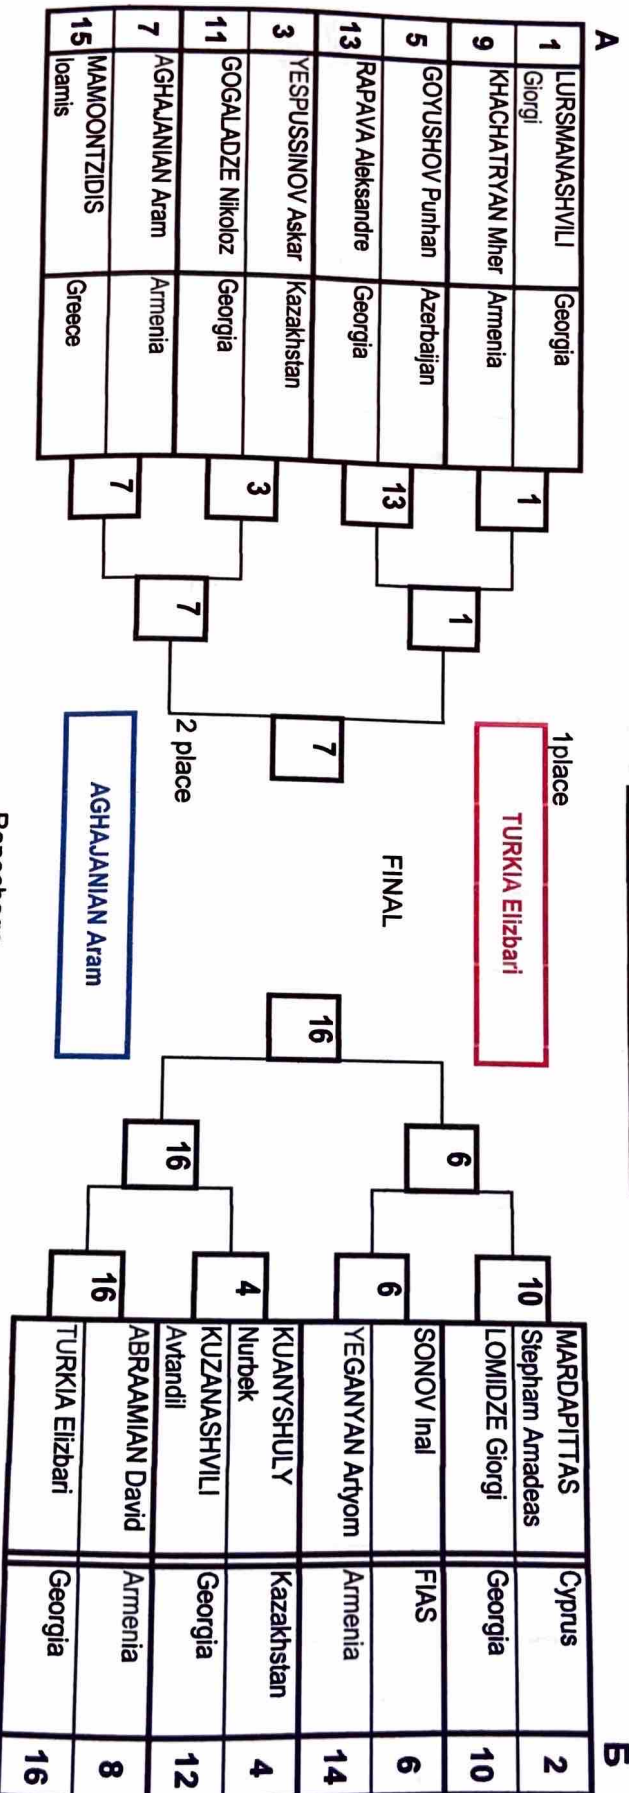 A
1 LURSMANASHVILI Georgia
Giorgi
9 KHACHATRYAN Mher Armenia
5 GOYUSHOV Punhan Azerbaijan
13 RAPAVA Aleksandre Georgia
3 YESPUSSINOV Askar Kazakhstan
11 GOGALADZE Nikoloz Georgia
7 AGHAJANIAN Aram Armenia
15 MAMOONTZIDIS Greece
Ioamis
1
13
3
7
1
7
7
1place
TURKIA Elizbari
FINAL
2 place
AGHAJANIAN Aram
16
6
16
10
6
4
16
Б
MARDAPITTAS Cyprus 2
Stepham Amadeas
LOMIDZE Giorgi Georgia 10
SONOV Inal FIAS 6
YEGANYAN Artyom Armenia 14
KUANYSHULY Kazakhstan 4
Nurbek
KUZANASHVILI Georgia 12
Avtandil
ABRAAMIAN David Armenia 8
TURKIA Elizbari Georgia 16